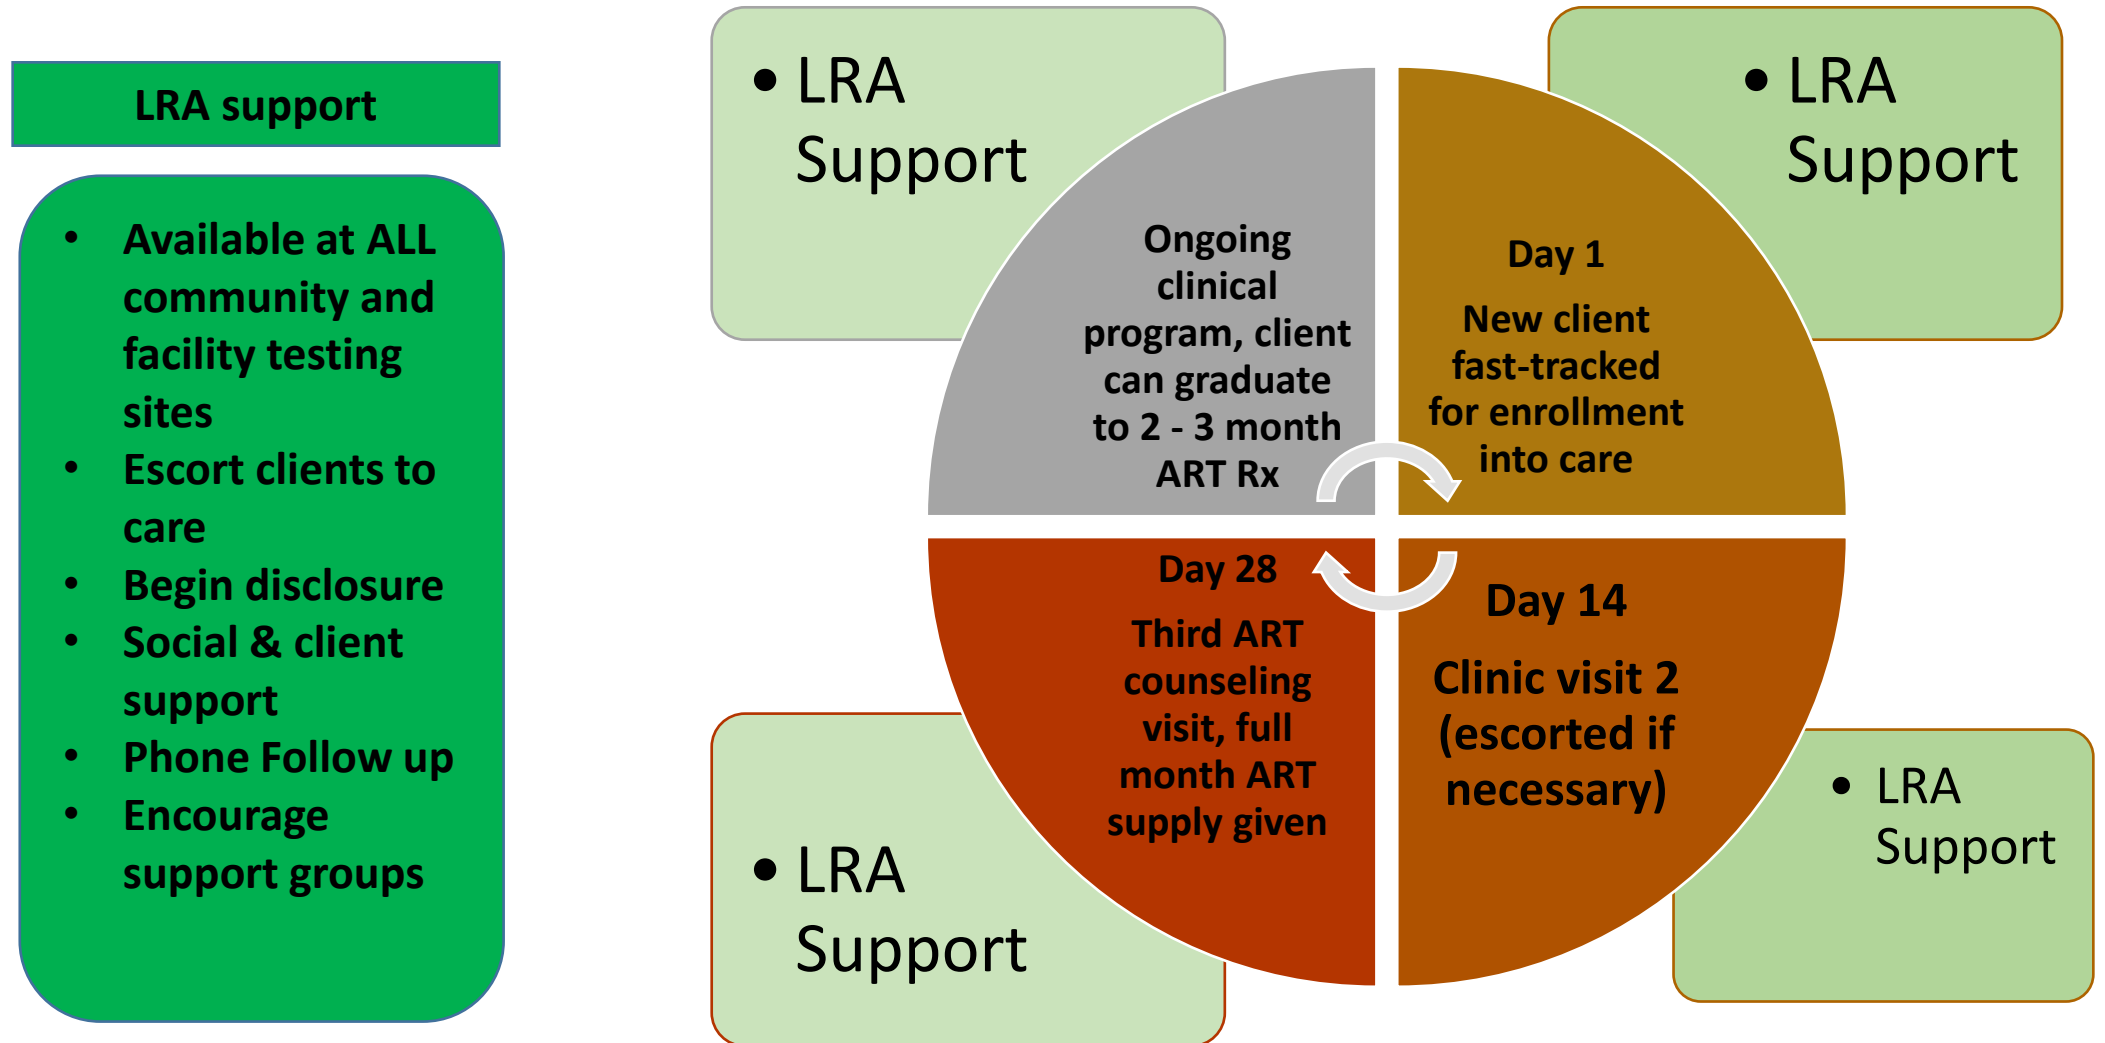 LRA support
• Available at ALL
community and
facility testing
sites
• Escort clients to
care
• Begin disclosure
• Social & client
support
• Phone Follow up
• Encourage
support groups
• LRA
Support
• LRA
Support
Ongoing
clinical
program, client
can graduate
to 2 - 3 month
ART Rx
Day 1
New client
fast-tracked
for enrollment
into care
Day 28
Third ART
counseling
visit, full
month ART
supply given
Day 14
Clinic visit 2
(escorted if
necessary)
• LRA
Support
• LRA
Support